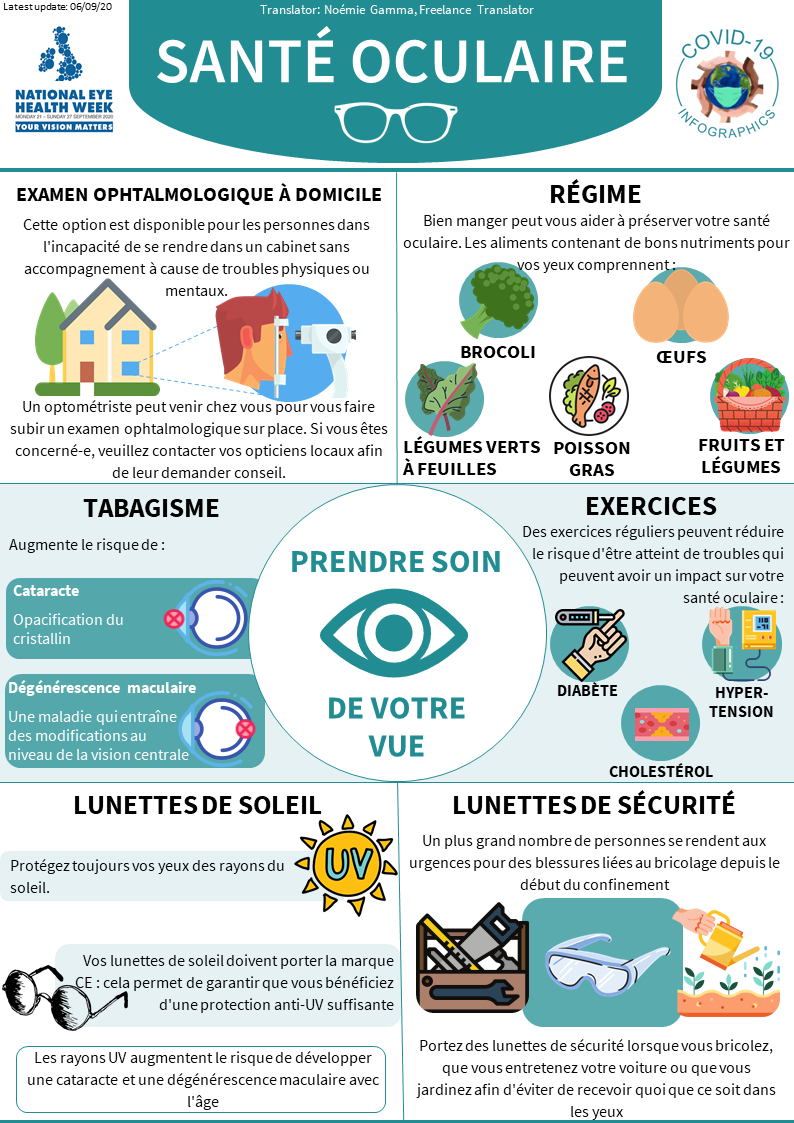 Latest update: 06/09/20
Translator: Noémie Gamma, Freelance Translator
NATIONAL EYE
HEALTH WEEK
MONDAY 21 - SUNDAY 27 SEPTEMBER 2020
YOUR VISION MATTERS
SANTÉ OCULAIRE
COVID-19
INFOGRAPHICS
EXAMEN OPHTALMOLOGIQUE À DOMICILE
Cette option est disponible pour les personnes dans
l'incapacité de se rendre dans un cabinet sans
accompagnement à cause de troubles physiques ou
mentaux.
Un optométriste peut venir chez vous pour vous faire
subir un examen ophtalmologique sur place. Si vous êtes
concerné-e, veuillez contacter vos opticiens locaux afin
de leur demander conseil.
RÉGIME
Bien manger peut vous aider à préserver votre santé
oculaire. Les aliments contenant de bons nutriments pour
vos yeux comprennent :
BROCOLI
ŒUFS
LÉGUMES VERTS
À FEUILLES
POISSON
GRAS
FRUITS ET
LÉGUMES
TABAGISME
Augmente le risque de :
Cataracte
Opacification du
cristallin
Dégénérescence maculaire
Une maladie qui entraîne
des modifications au
niveau de la vision centrale
PRENDRE SOIN
DE VOTRE
VUE
EXERCICES
Des exercices réguliers peuvent réduire
le risque d'être atteint de troubles qui
peuvent avoir un impact sur votre
santé oculaire :
DIABÈTE
HYPER-
TENSION
CHOLESTÉROL
LUNETTES DE SOLEIL
Protégez toujours vos yeux des rayons du
soleil.
UV
Vos lunettes de soleil doivent porter la marque
CE : cela permet de garantir que vous bénéficiez
d'une protection anti-UV suffisante
Les rayons UV augmentent le risque de développer
une cataracte et une dégénérescence maculaire avec
l'âge
LUNETTES DE SÉCURITÉ
Un plus grand nombre de personnes se rendent aux
urgences pour des blessures liées au bricolage depuis le
début du confinement
Portez des lunettes de sécurité lorsque vous bricolez,
que vous entretenez votre voiture ou que vous
jardinez afin d'éviter de recevoir quoi que ce soit dans
les yeux